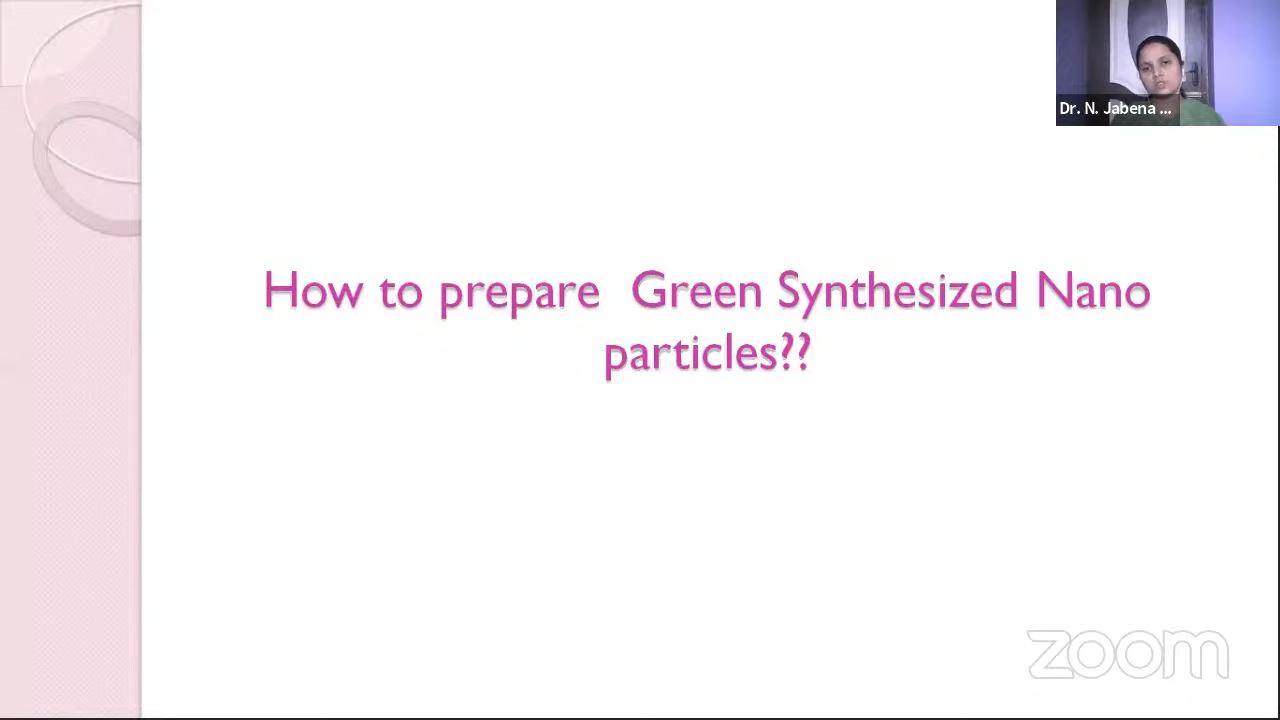 Dr. N. Jabena ...
How to prepare Green Synthesized Nano
particles??
zoom